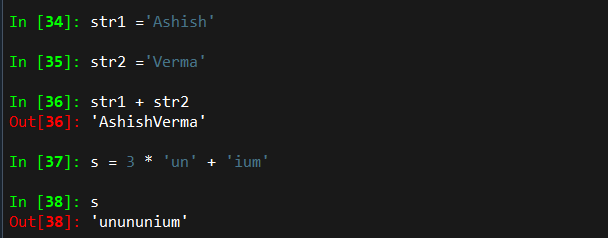 In [34]: str1 ='Ashish'
In [35]: str2 ='Verma'
In [36]: str1 + str2
Out[36]: 'AshishVerma'
In [37]: s = 3 * 'un' + 'ium'
In [38]: s
Out[38]: 'unununium'